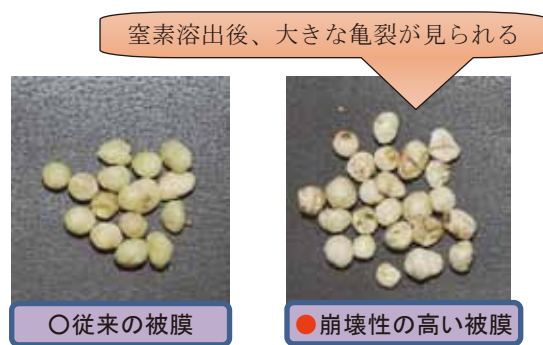 窒素溶出後、大きな亀裂が見られる
○従来の被膜
●崩壊性の高い被膜